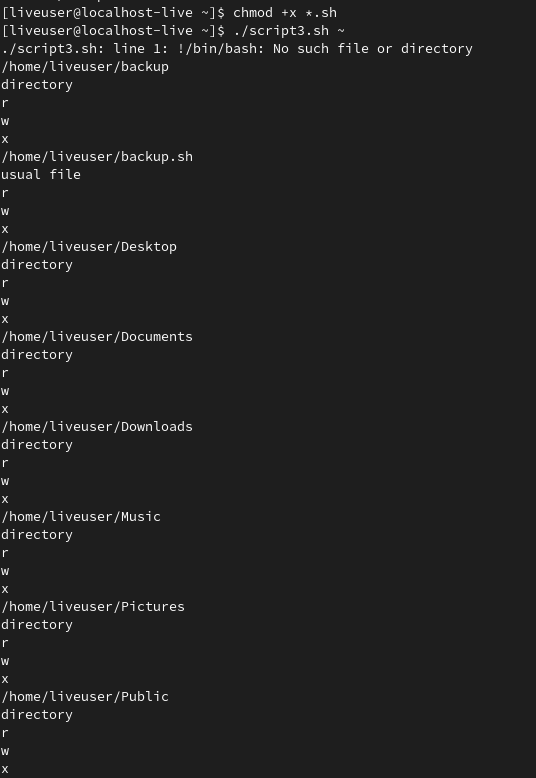 [liveuser@localhost-live ~]$ chmod +x *.sh
[liveuser@localhost-live ~]$ ./script3.sh ~
./script3.sh: line 1: !/bin/bash: No such file or directory
/home/liveuser/backup
directory
r
w
x
/home/liveuser/backup.sh
usual file
r
w
x
/home/liveuser/Desktop
directory
r
w
x
/home/liveuser/Documents
directory
r
w
x
/home/liveuser/Downloads
directory
r
w
x
/home/liveuser/Music
directory
r
w
x
/home/liveuser/Pictures
directory
r
w
x
/home/liveuser/Public
directory
r
w
x